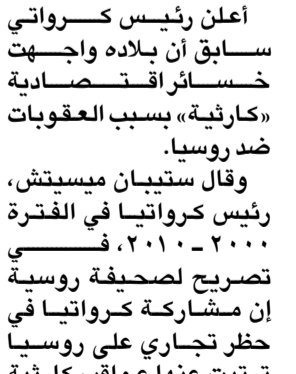 أعلن رئيس كرواتي
سابق أن بلاده واجهت
خسائر اقتصادية
«كارثية» بسبب العقوبات
ضد روسيا.
وقال ستيبان ميسيتش،
رئيس كرواتيا في الفترة
٢٠٠٠ - ٢٠١٠، في
تصريح لصحيفة روسية
إن مشاركة كرواتيا في
حظر تجاري على روسيا